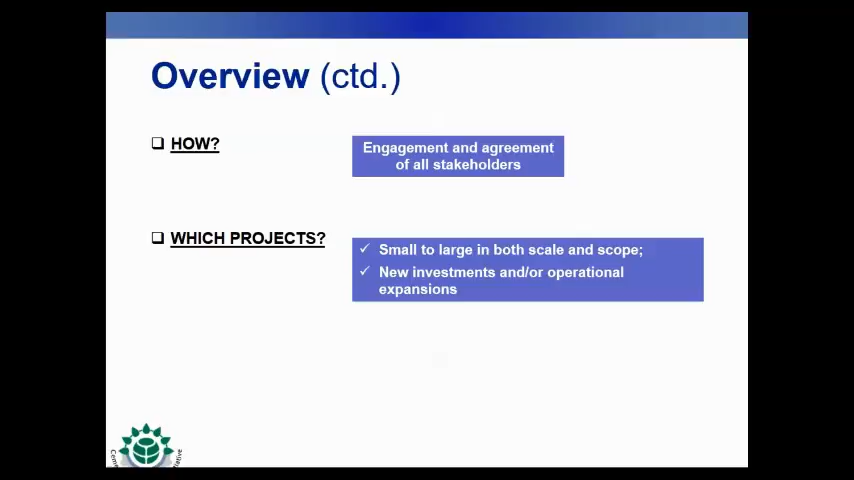 Overview (ctd.)
HOW?
Engagement and agreement
of all stakeholders
WHICH PROJECTS?
Small to large in both scale and scope;
New investments and/or operational
expansions